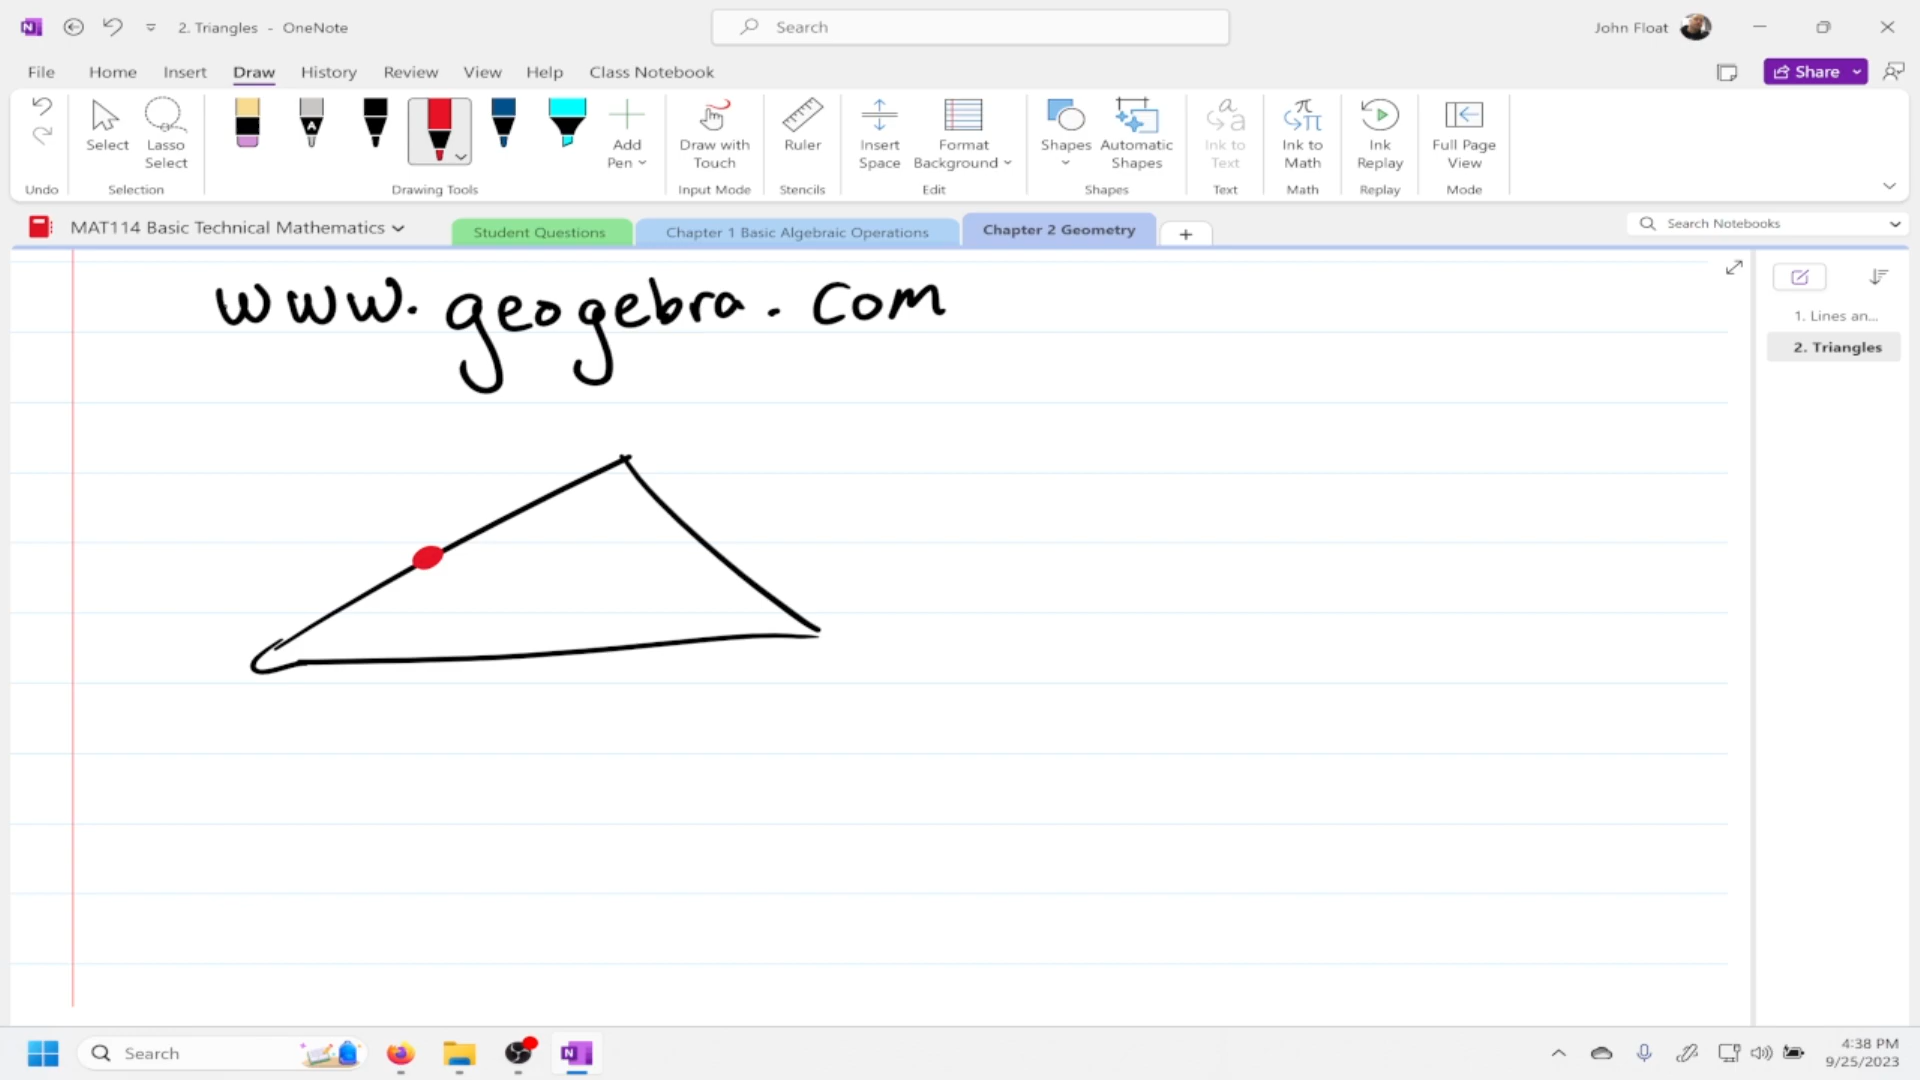 2. Triangles - OneNote
Search
John Float
File Home Insert Draw History Review View Help Class Notebook
Share
Undo
Select
Lasso Select
Selection
A
Add Pen
Drawing Tools
Draw with Touch
Input Mode
Ruler
Stencils
Insert Space
Format Background
Edit
Shapes
Automatic Shapes
Shapes
Ink to Text
Text
Ink to Math
Math
Ink Replay
Replay
Full Page View
Mode
MAT114 Basic Technical Mathematics
Student Questions
Chapter 1 Basic Algebraic Operations
Chapter 2 Geometry
+
Search Notebooks
www.geogebra.com
1. Lines an...
2. Triangles
Search
4:38 PM
9/25/2023